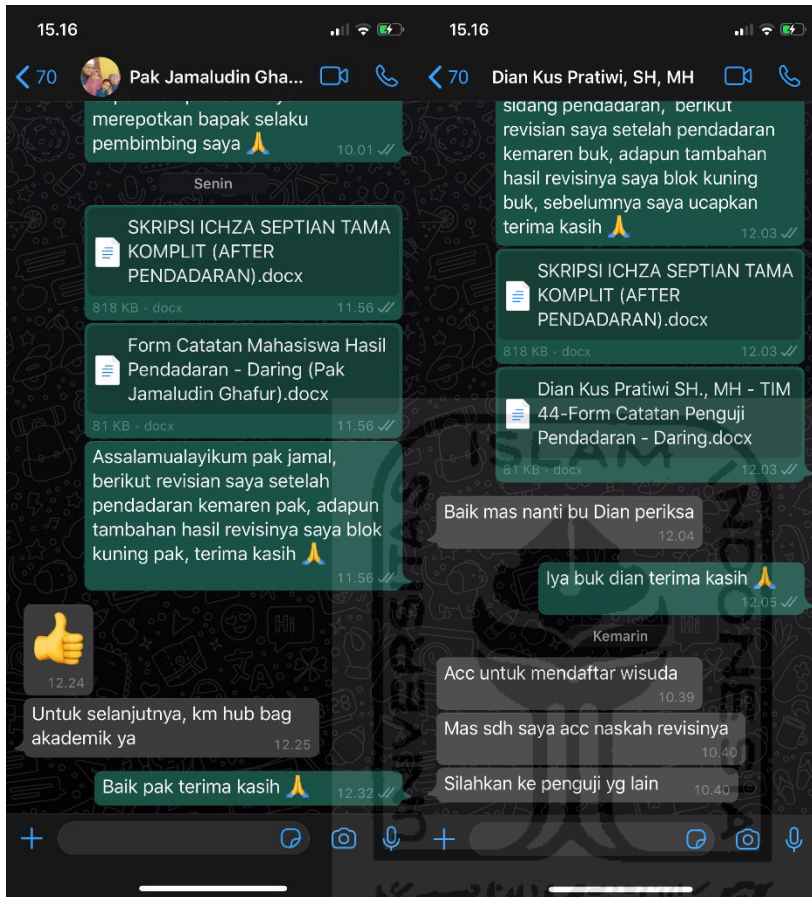 15.16
70
Pak Jamaludin Gha...
merepotkan bapak selaku
pembimbing saya 🙏
10.01
Senin
SKRIPSI ICHZA SEPTIAN TAMA
KOMPLIT (AFTER
PENDADARAN).docx
818 KB · docx
11.56
Form Catatan Mahasiswa Hasil
Pendadaran - Daring (Pak
Jamaludin Ghafur).docx
81 KB · docx
11.56
Assalamualayikum pak jamal,
berikut revisian saya setelah
pendadaran kemaren pak, adapun
tambahan hasil revisinya saya blok
kuning pak, terima kasih 🙏
11.56
👍
12.24
Untuk selanjutnya, km hub bag
akademik ya
12.25
Baik pak terima kasih 🙏
12.32
15.16
70
Dian Kus Pratiwi, SH, MH
sidang pendadaran, berikut
revisian saya setelah pendadaran
kemaren buk, adapun tambahan
hasil revisinya saya blok kuning
buk, sebelumnya saya ucapkan
terima kasih 🙏
12.03
SKRIPSI ICHZA SEPTIAN TAMA
KOMPLIT (AFTER
PENDADARAN).docx
818 KB · docx
12.03
Dian Kus Pratiwi SH., MH - TIM
44-Form Catatan Penguji
Pendadaran - Daring.docx
81 KB · docx
12.03
Baik mas nanti bu Dian periksa
12.04
Iya buk dian terima kasih 🙏
12.05
Kemarin
Acc untuk mendaftar wisuda
10.39
Mas sdh saya acc naskah revisinya
10.40
Silahkan ke penguji yg lain
10.40
UNIVERSITAS
ISLAM
INDONESIA